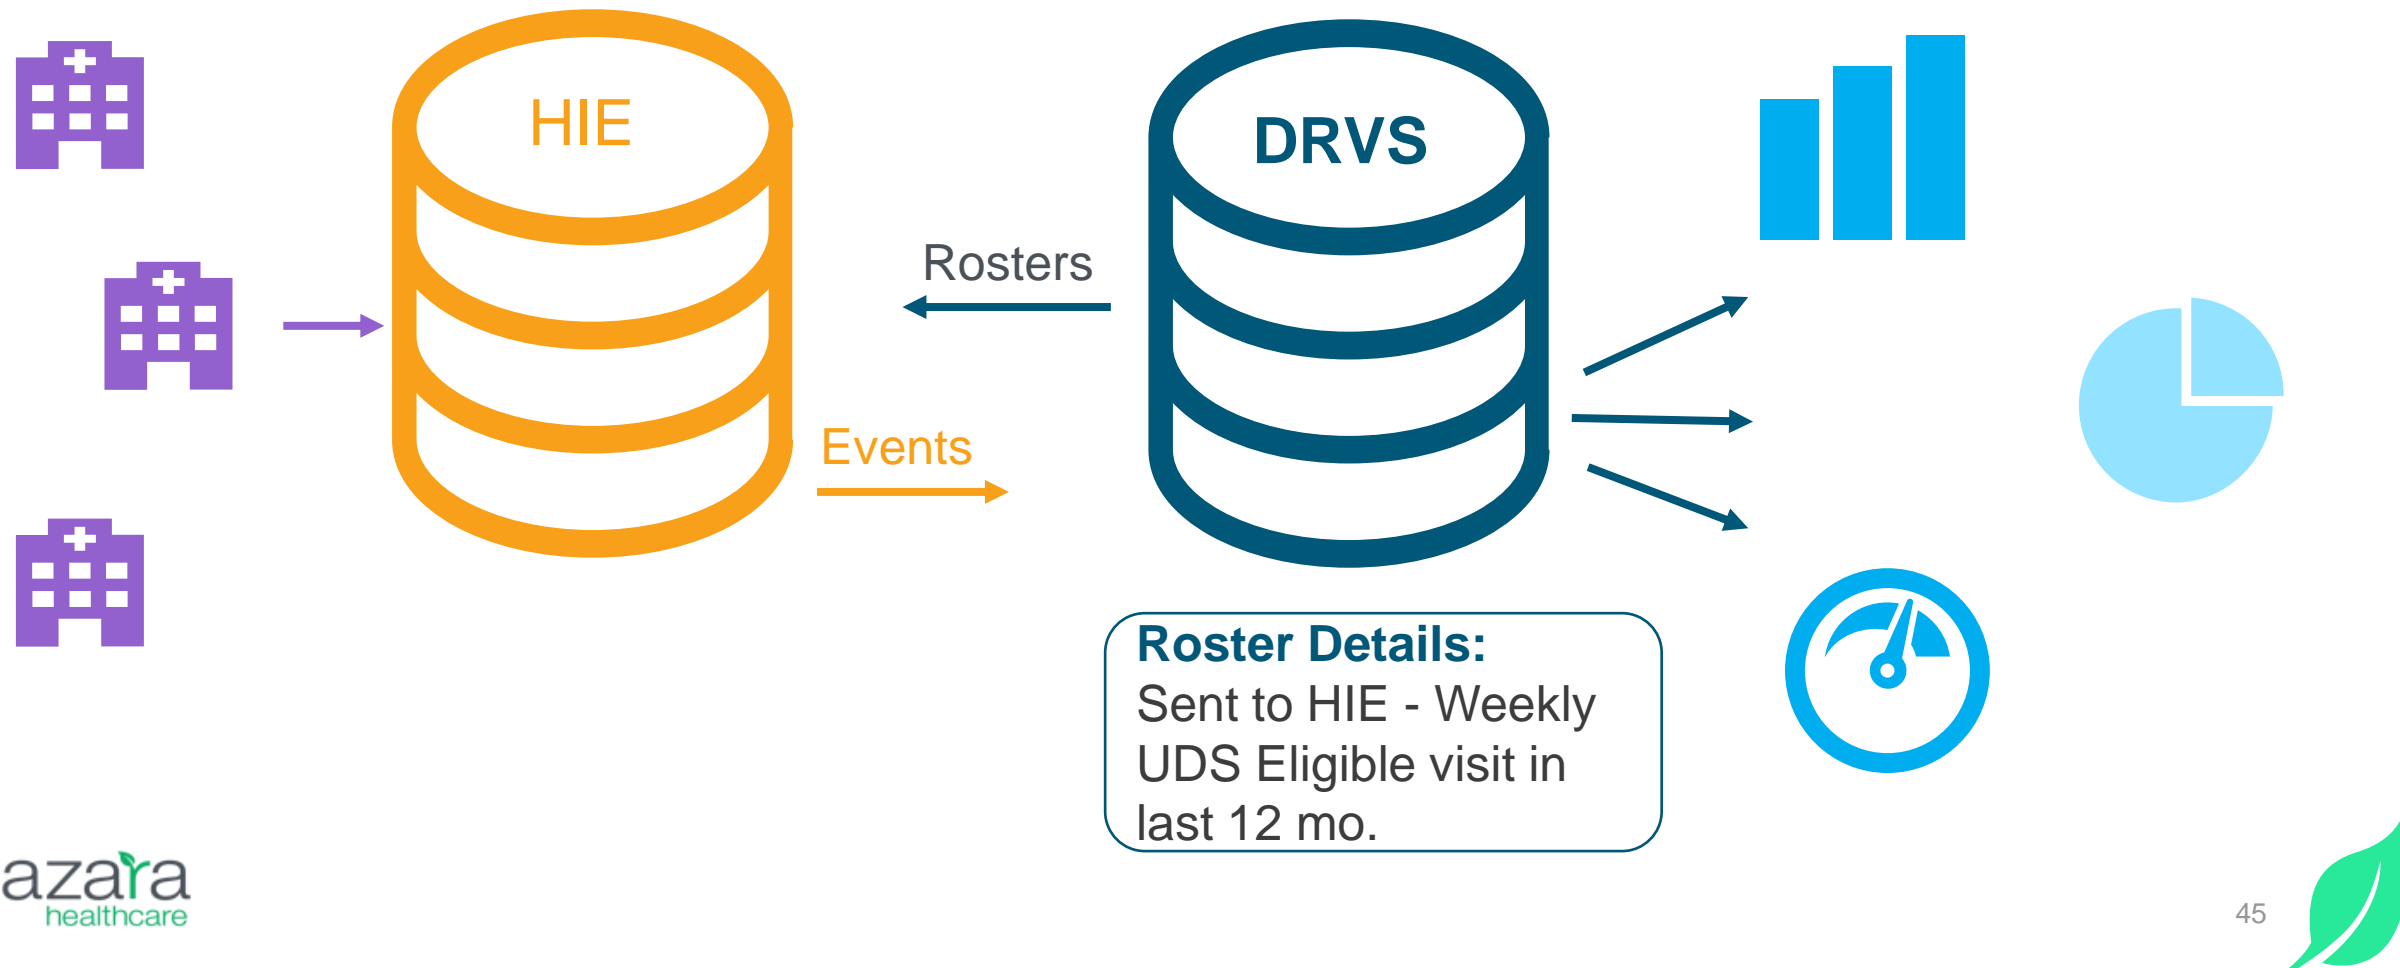 HIE
DRVS
Rosters
Events
Roster Details:
Sent to HIE - Weekly
UDS Eligible visit in
last 12 mo.
azara
healthcare
45